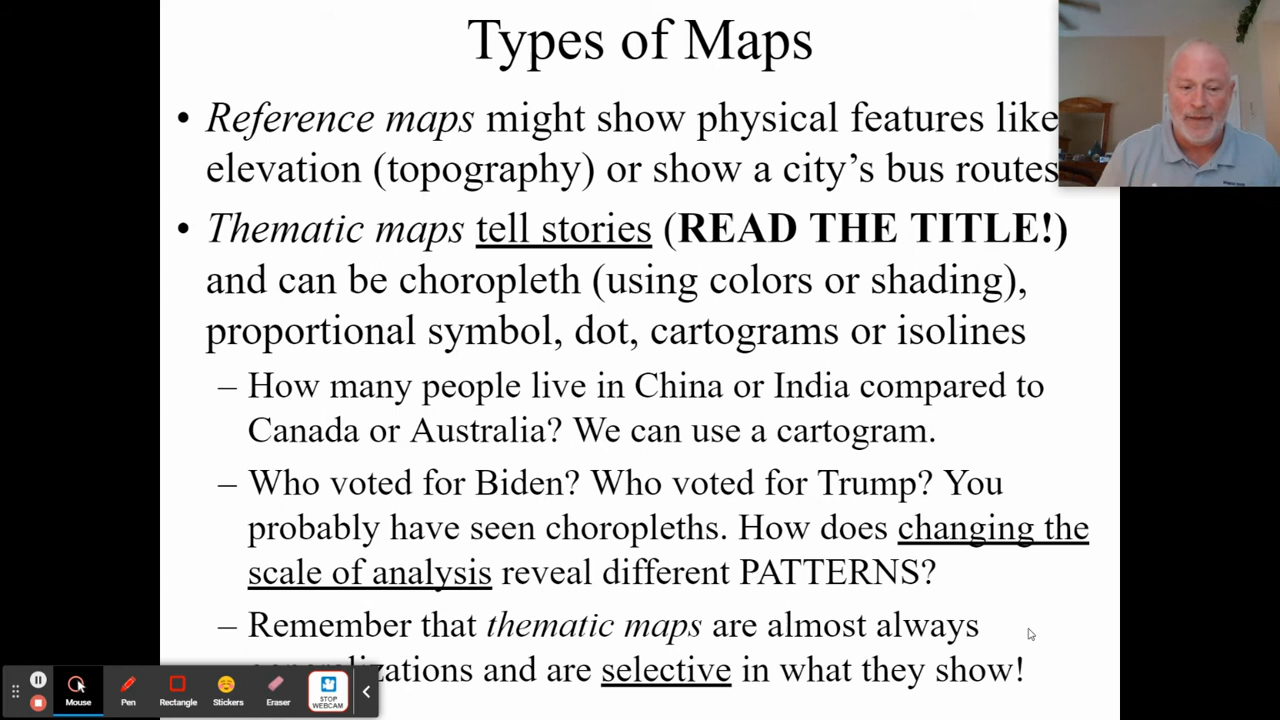 Types of Maps
• Reference maps might show physical features like
elevation (topography) or show a city’s bus routes
• Thematic maps tell stories (READ THE TITLE!)
and can be choropleth (using colors or shading),
proportional symbol, dot, cartograms or isolines
– How many people live in China or India compared to
Canada or Australia? We can use a cartogram.
– Who voted for Biden? Who voted for Trump? You
probably have seen choropleths. How does changing the
scale of analysis reveal different PATTERNS?
– Remember that thematic maps are almost always
generalizations and are selective in what they show!
Mouse
Pen
Rectangle
Stickers
Eraser
STOP
WEBCAM